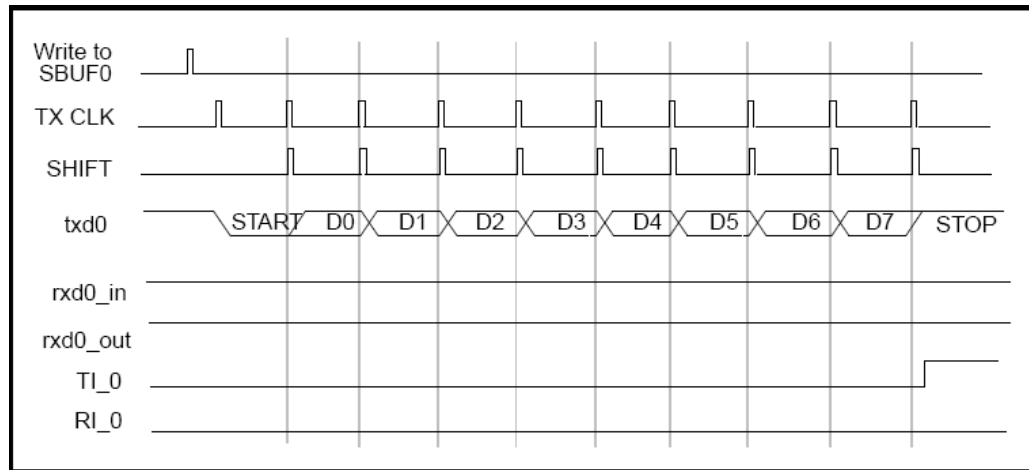 Write to
SBUF0
TX CLK
SHIFT
txd0 START D0 D1 D2 D3 D4 D5 D6 D7 STOP
rxd0_in
rxd0_out
TI_0
RI_0